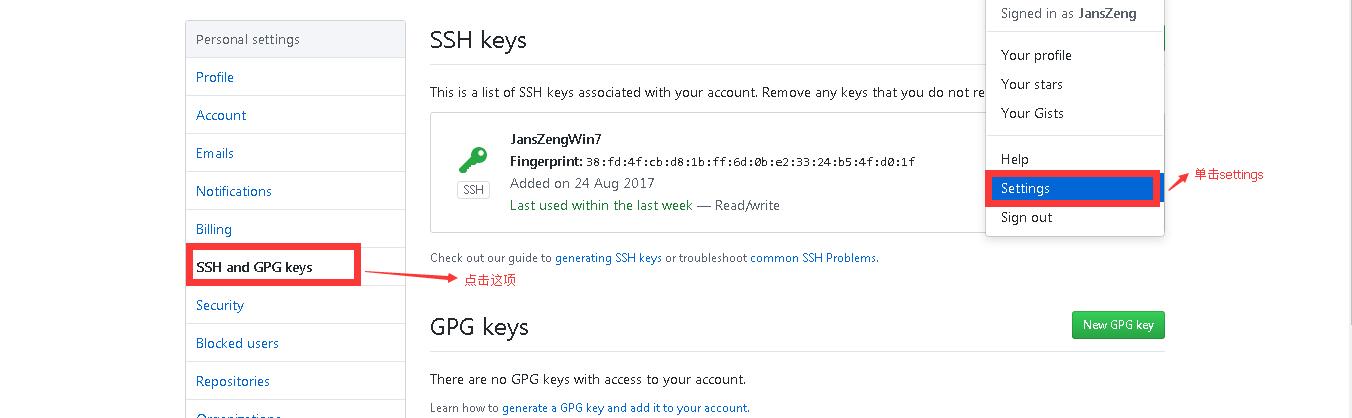 Personal settings
Profile
Account
Emails
Notifications
Billing
SSH and GPG keys
点击这项
Security
Blocked users
Repositories
SSH keys
This is a list of SSH keys associated with your account. Remove any keys that you do not re
JansZengWin7
Fingerprint: 38:fd:4f:cb:d8:1b:ff:6d:0b:e2:33:24:b5:4f:d0:1f
SSH
Added on 24 Aug 2017
Last used within the last week — Read/write
Check out our guide to generating SSH keys or troubleshoot common SSH Problems.
GPG keys
New GPG key
There are no GPG keys with access to your account.
Learn how to generate a GPG key and add it to your account.
Signed in as JansZeng
Your profile
Your stars
Your Gists
Help
Settings
单击settings
Sign out